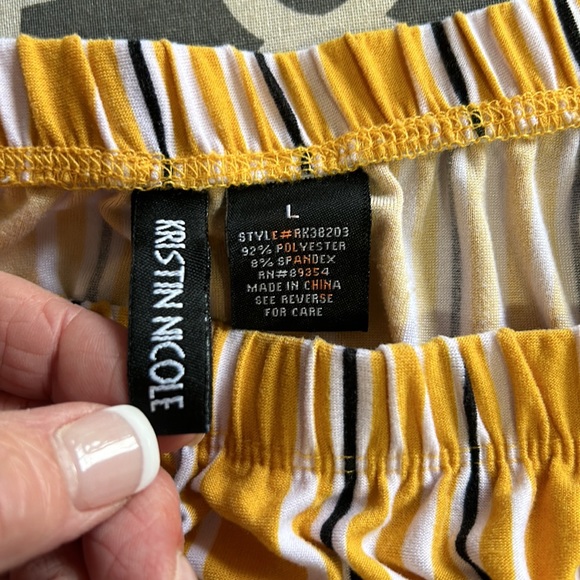 KRISTIN NICOLE
L
STYLE#RK38203
92% POLYESTER
8% SPANDEX
RN#89354
MADE IN CHINA
SEE REVERSE
FOR CARE